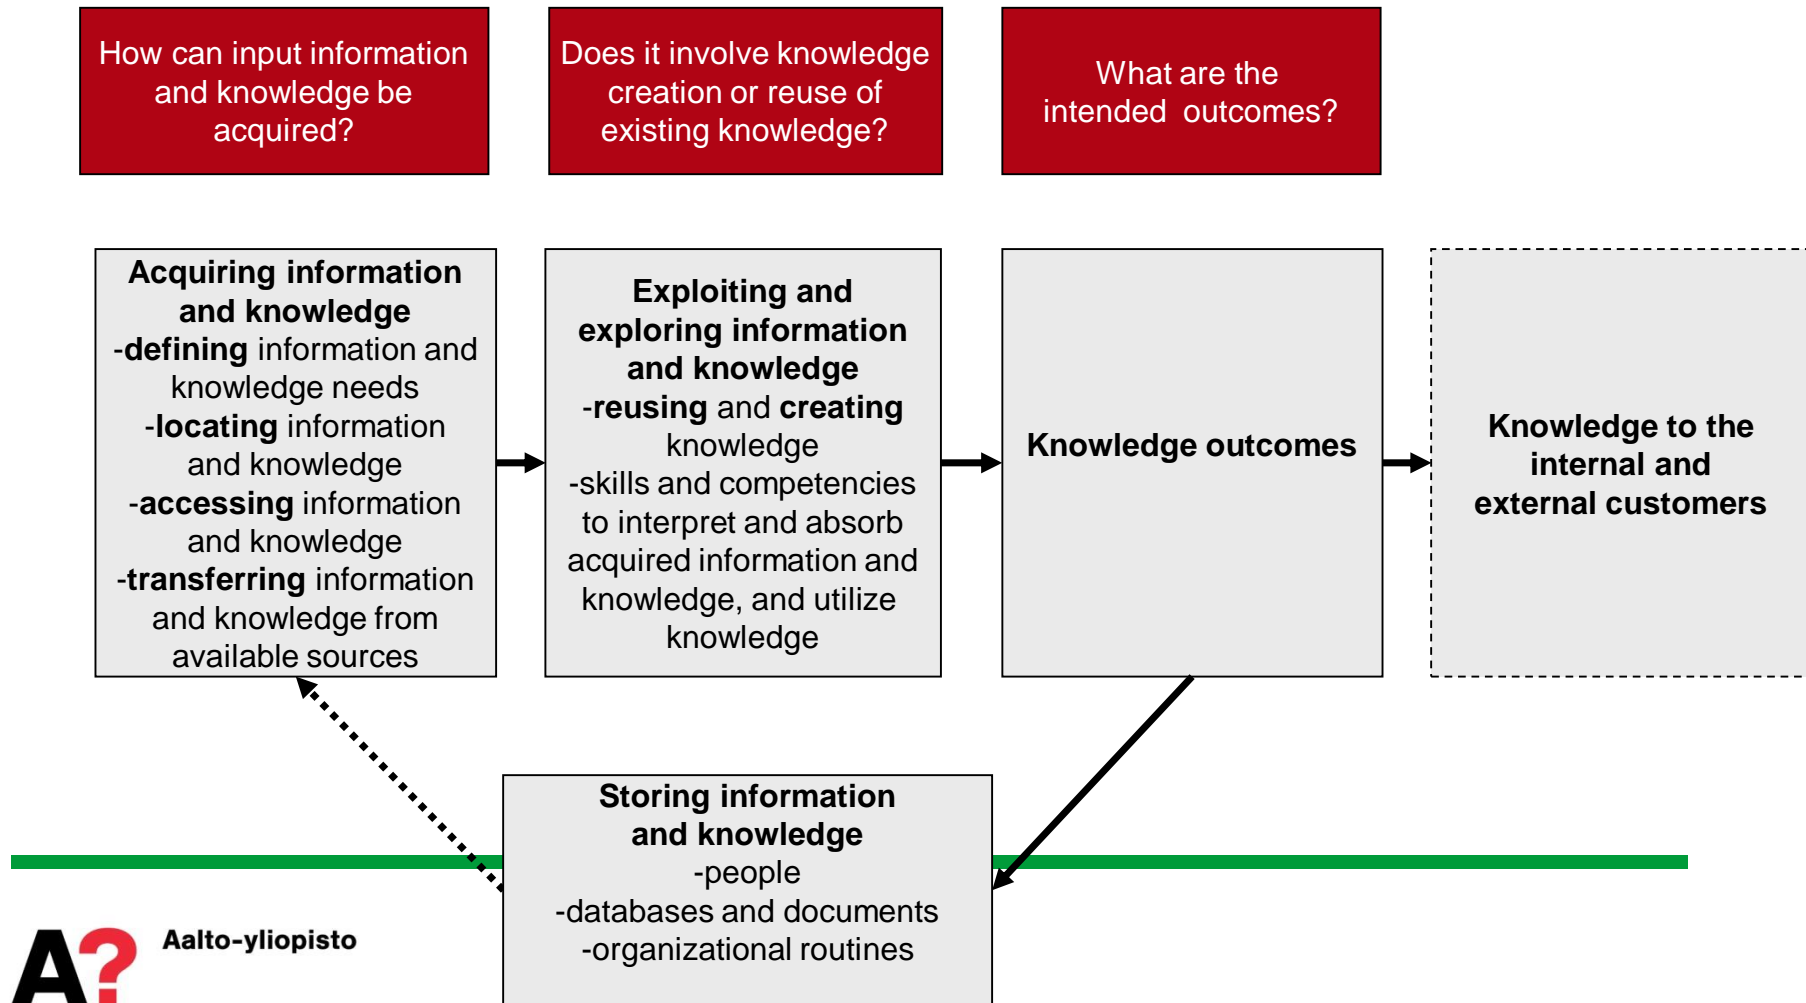 How can input information
and knowledge be
acquired?
Does it involve knowledge
creation or reuse of
existing knowledge?
What are the
intended outcomes?
Acquiring information
and knowledge
-defining information and
knowledge needs
-locating information
and knowledge
-accessing information
and knowledge
-transferring information
and knowledge from
available sources
Exploiting and
exploring information
and knowledge
-reusing and creating
knowledge
-skills and competencies
to interpret and absorb
acquired information and
knowledge, and utilize
knowledge
Knowledge outcomes
Knowledge to the
internal and
external customers
Storing information
and knowledge
-people
-databases and documents
-organizational routines
A?
Aalto-yliopisto